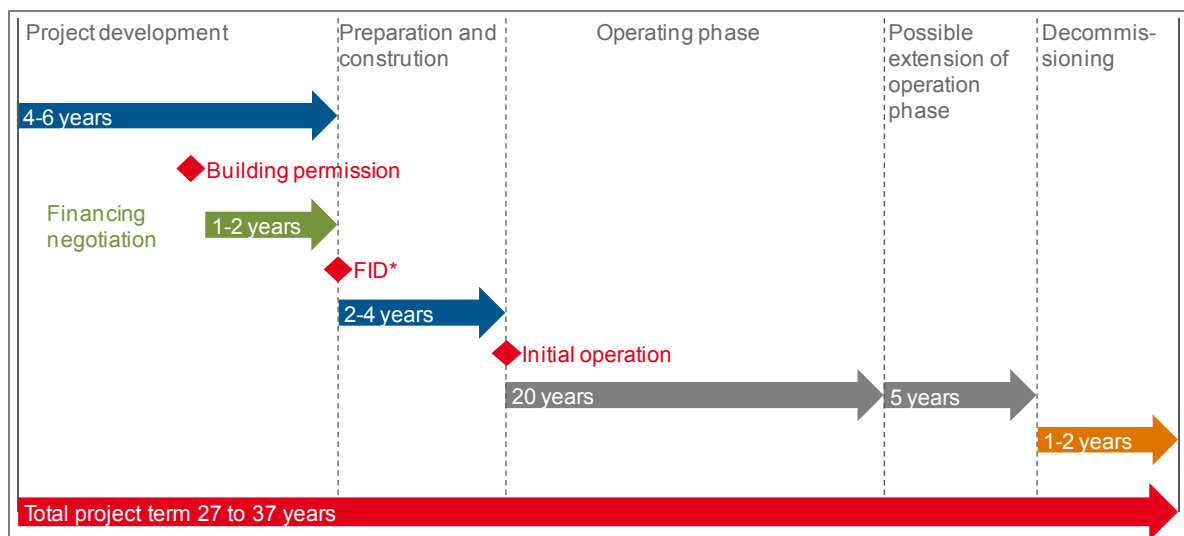 Project development
Preparation and
constrution
Operating phase
Possible
extension of
operation
phase
Decommis-
sioning
4-6 years
Building permission
Financing
negotiation
1-2 years
FID*
2-4 years
Initial operation
20 years
5 years
1-2 years
Total project term 27 to 37 years